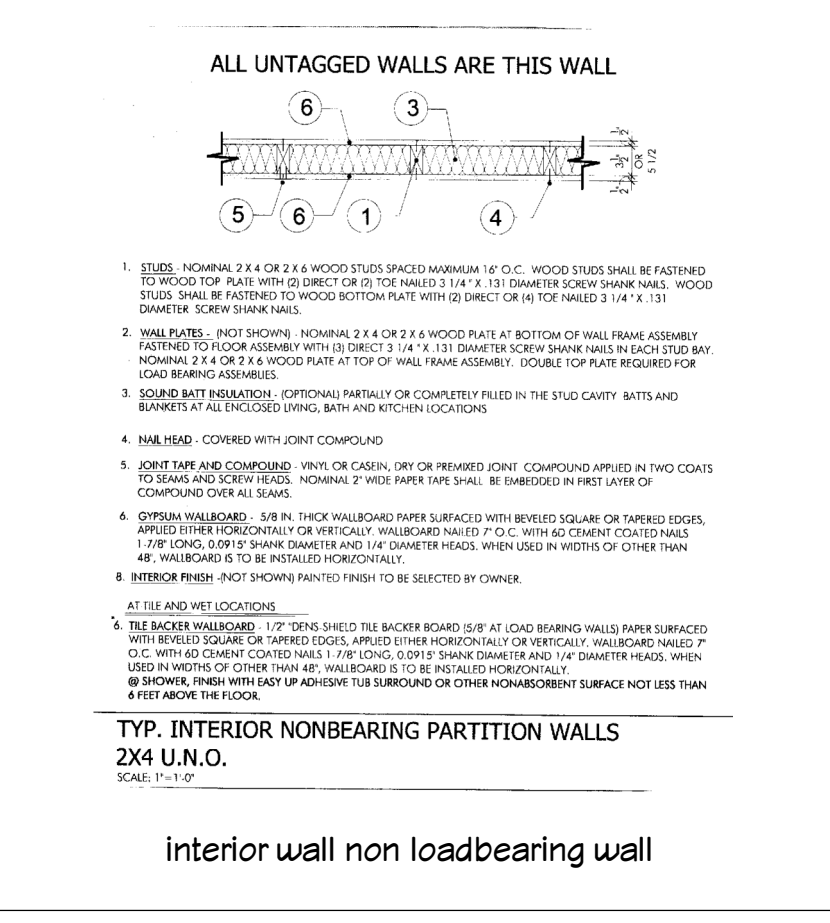 ALL UNTAGGED WALLS ARE THIS WALL
6 3
1/2"
3 1/2
OR
5 1/2
1/2"
5 6 1 4
1. STUDS - NOMINAL 2 X 4 OR 2 X 6 WOOD STUDS SPACED MAXIMUM 16" O.C. WOOD STUDS SHALL BE FASTENED
TO WOOD TOP PLATE WITH (2) DIRECT OR (2) TOE NAILED 3 1/4 " X .131 DIAMETER SCREW SHANK NAILS. WOOD
STUDS SHALL BE FASTENED TO WOOD BOTTOM PLATE WITH (2) DIRECT OR (4) TOE NAILED 3 1/4 " X .131
DIAMETER SCREW SHANK NAILS.
2. WALL PLATES - (NOT SHOWN) - NOMINAL 2 X 4 OR 2 X 6 WOOD PLATE AT BOTTOM OF WALL FRAME ASSEMBLY
FASTENED TO FLOOR ASSEMBLY WITH (3) DIRECT 3 1/4 " X .131 DIAMETER SCREW SHANK NAILS IN EACH STUD BAY.
NOMINAL 2 X 4 OR 2 X 6 WOOD PLATE AT TOP OF WALL FRAME ASSEMBLY. DOUBLE TOP PLATE REQUIRED FOR
LOAD BEARING ASSEMBLIES.
3. SOUND BATT INSULATION - (OPTIONAL) PARTIALLY OR COMPLETELY FILLED IN THE STUD CAVITY BATTS AND
BLANKETS AT ALL ENCLOSED LIVING, BATH AND KITCHEN LOCATIONS
4. NAIL HEAD - COVERED WITH JOINT COMPOUND
5. JOINT TAPE AND COMPOUND - VINYL OR CASEIN, DRY OR PREMIXED JOINT COMPOUND APPLIED IN TWO COATS
TO SEAMS AND SCREW HEADS. NOMINAL 2" WIDE PAPER TAPE SHALL BE EMBEDDED IN FIRST LAYER OF
COMPOUND OVER ALL SEAMS.
6. GYPSUM WALLBOARD - 5/8 IN. THICK WALLBOARD PAPER SURFACED WITH BEVELED SQUARE OR TAPERED EDGES,
APPLIED EITHER HORIZONTALLY OR VERTICALLY. WALLBOARD NAILED 7" O.C. WITH 6D CEMENT COATED NAILS
1-7/8" LONG, 0.0915" SHANK DIAMETER AND 1/4" DIAMETER HEADS. WHEN USED IN WIDTHS OF OTHER THAN
48", WALLBOARD IS TO BE INSTALLED HORIZONTALLY.
8. INTERIOR FINISH -(NOT SHOWN) PAINTED FINISH TO BE SELECTED BY OWNER.
AT TILE AND WET LOCATIONS
6. TILE BACKER WALLBOARD - 1/2" "DENS-SHIELD TILE BACKER BOARD (5/8" AT LOAD BEARING WALLS) PAPER SURFACED
WITH BEVELED SQUARE OR TAPERED EDGES, APPLIED EITHER HORIZONTALLY OR VERTICALLY. WALLBOARD NAILED 7"
O.C. WITH 6D CEMENT COATED NAILS 1-7/8" LONG, 0.0915" SHANK DIAMETER AND 1/4" DIAMETER HEADS. WHEN
USED IN WIDTHS OF OTHER THAN 48", WALLBOARD IS TO BE INSTALLED HORIZONTALLY.
@ SHOWER, FINISH WITH EASY UP ADHESIVE TUB SURROUND OR OTHER NONABSORBENT SURFACE NOT LESS THAN
6 FEET ABOVE THE FLOOR.
TYP. INTERIOR NONBEARING PARTITION WALLS
2X4 U.N.O.
SCALE: 1"=1'-0"
interior wall non loadbearing wall